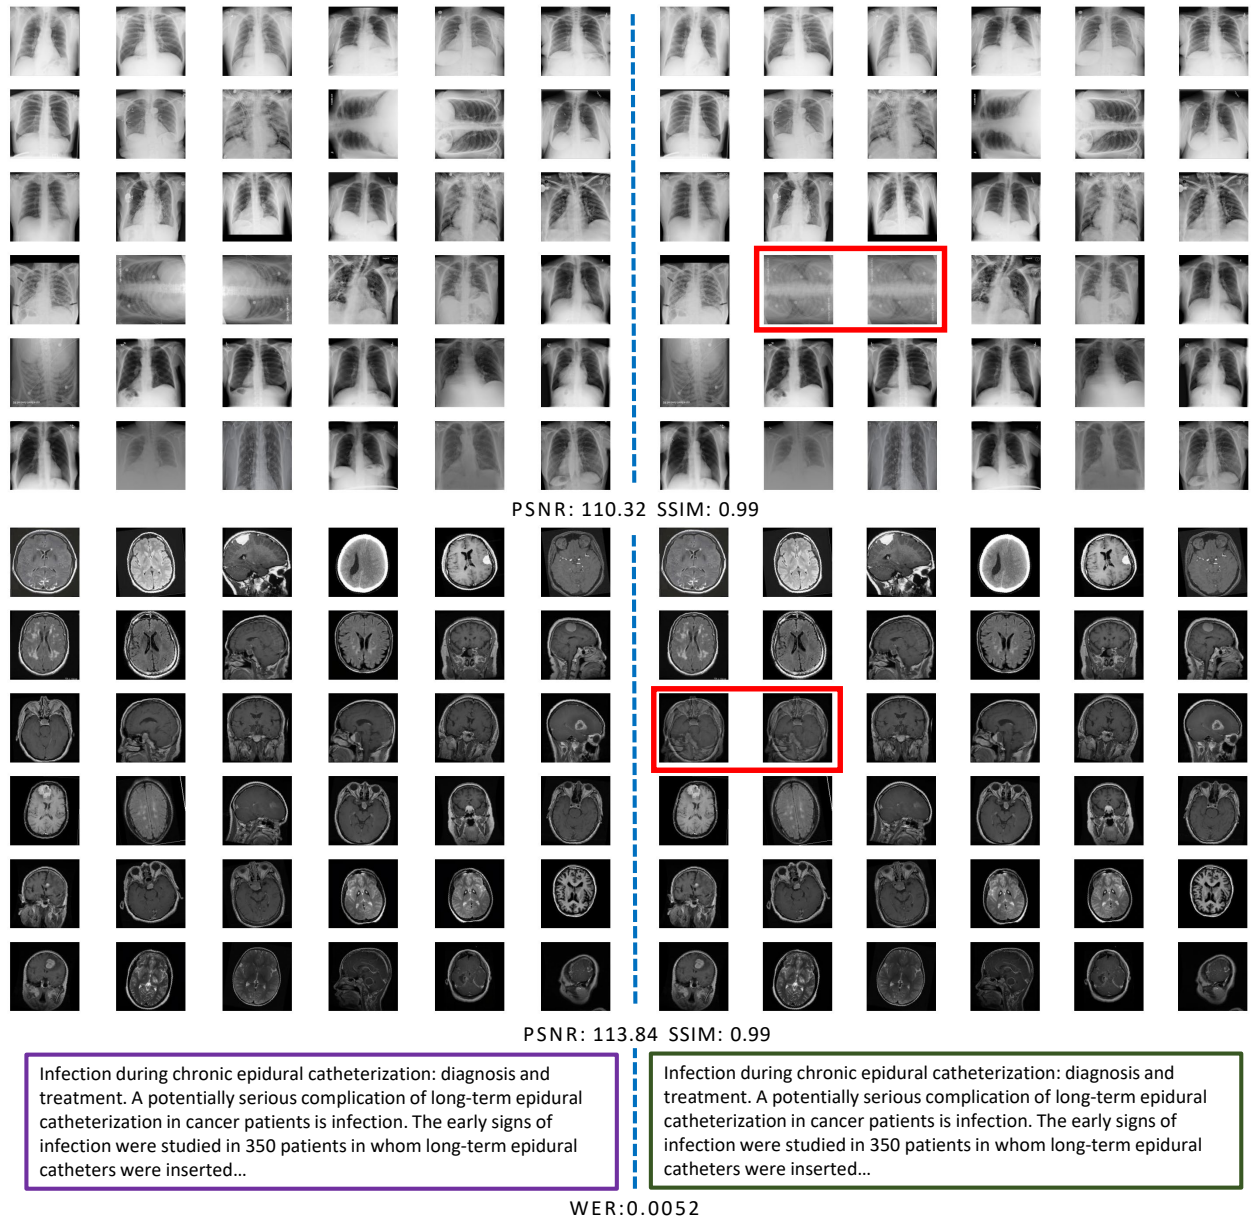 PSNR: 110.32 SSIM: 0.99
PSNR: 113.84 SSIM: 0.99
Infection during chronic epidural catheterization: diagnosis and
treatment. A potentially serious complication of long-term epidural
catheterization in cancer patients is infection. The early signs of
infection were studied in 350 patients in whom long-term epidural
catheters were inserted...
Infection during chronic epidural catheterization: diagnosis and
treatment. A potentially serious complication of long-term epidural
catheterization in cancer patients is infection. The early signs of
infection were studied in 350 patients in whom long-term epidural
catheters were inserted...
WER:0.0052